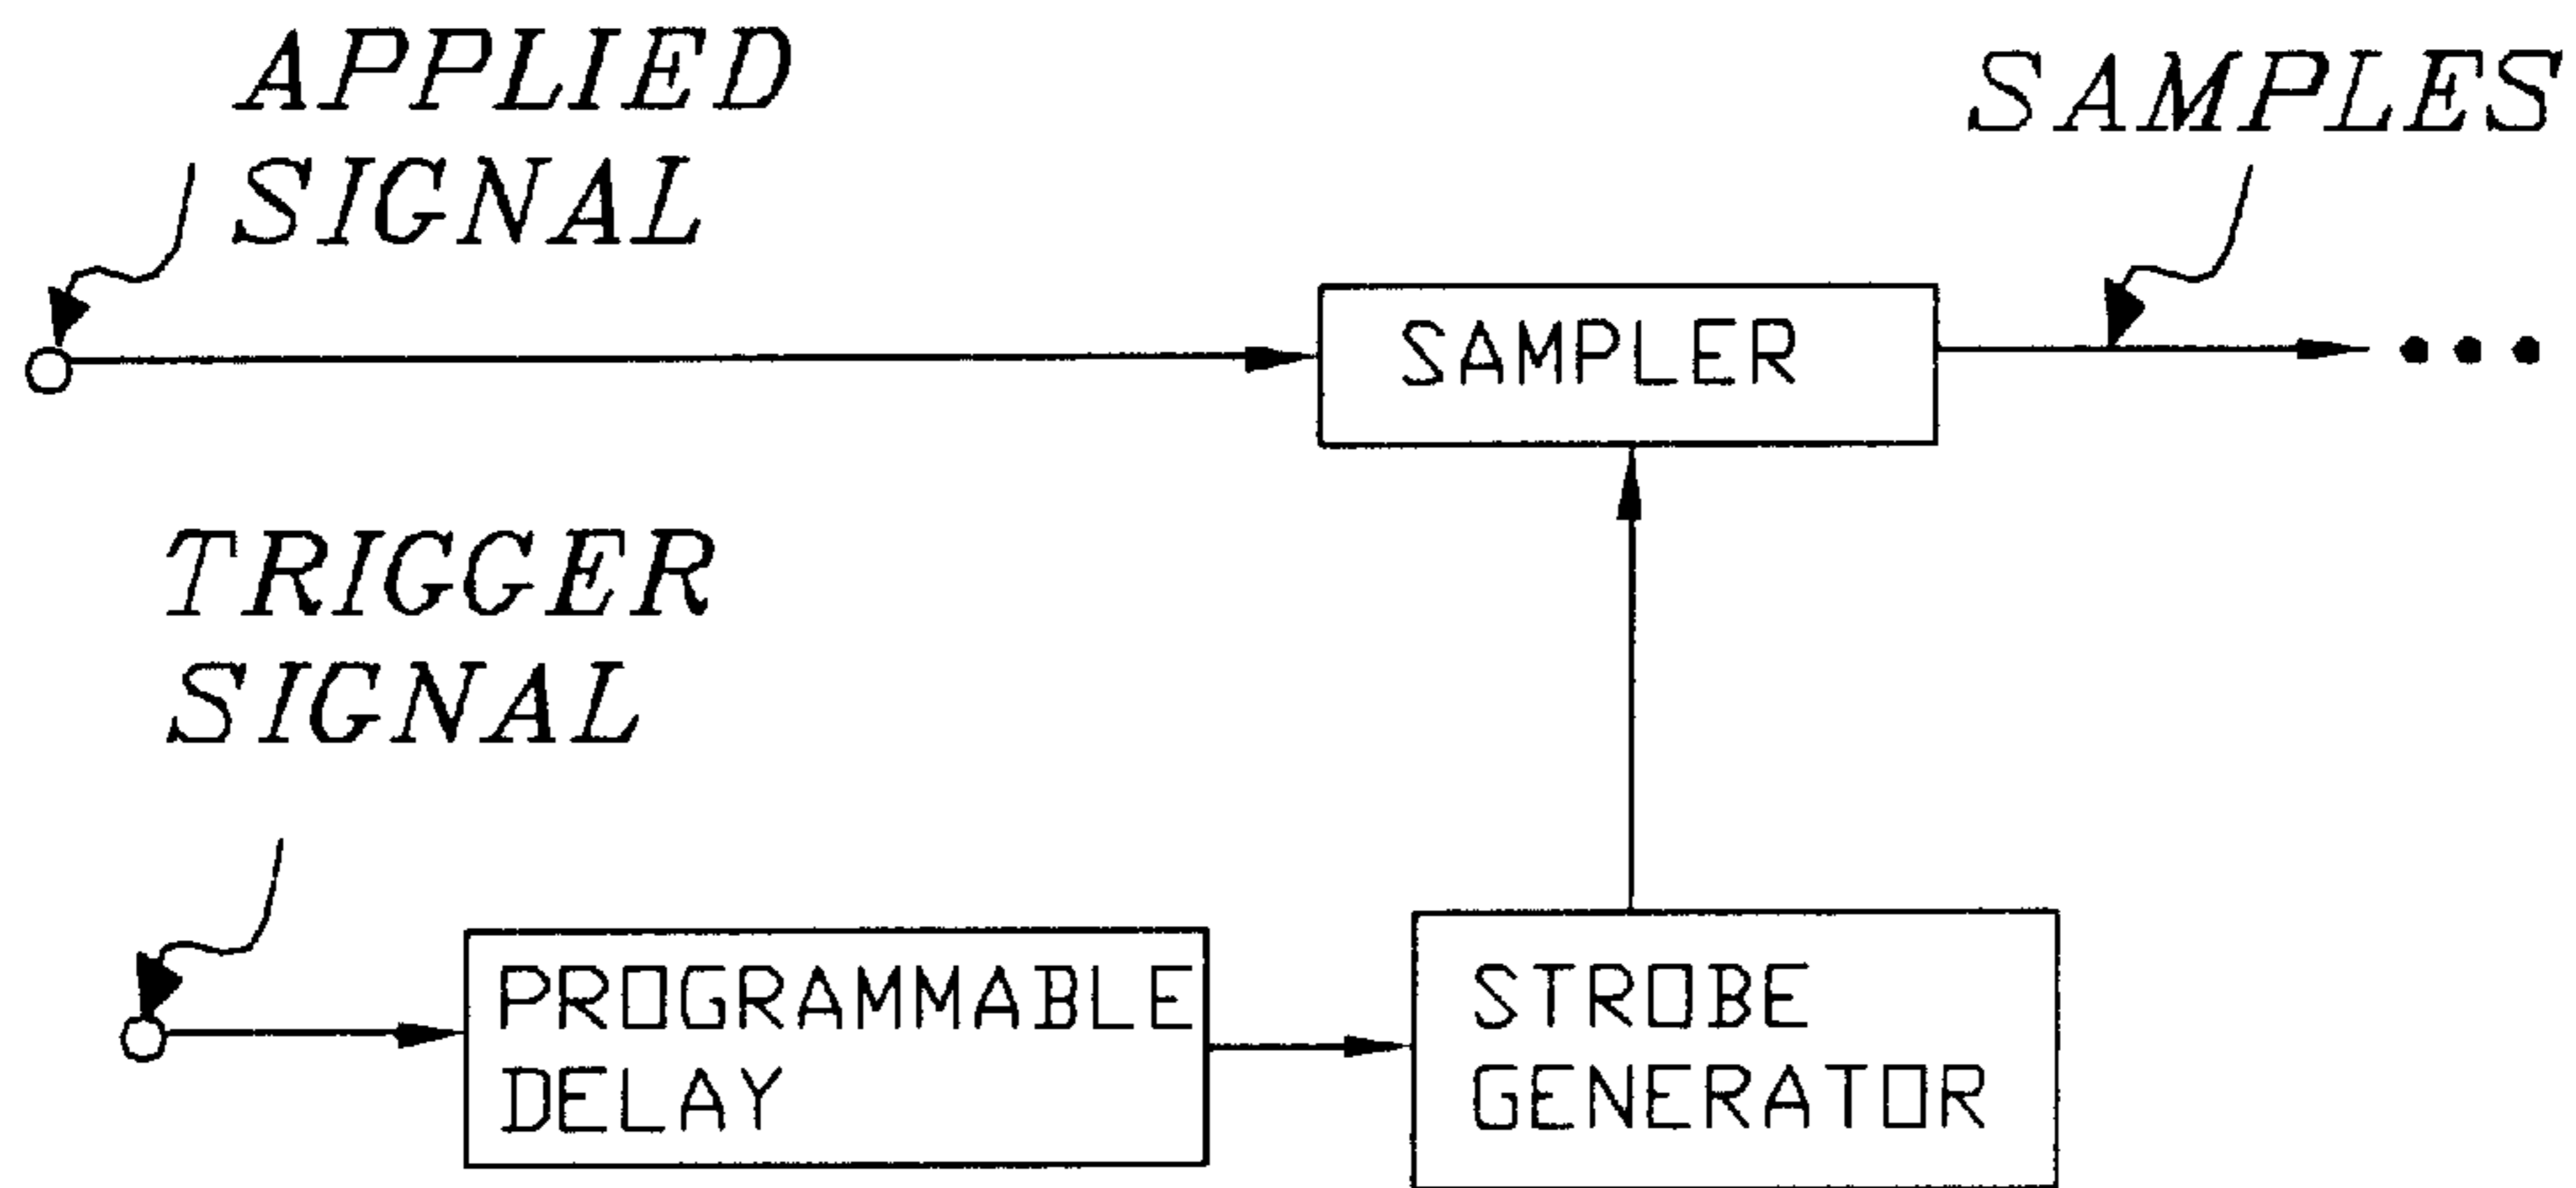 APPLIED
SIGNAL
SAMPLES
SAMPLER
TRIGGER
SIGNAL
PROGRAMMABLE
DELAY
STROBE
GENERATOR